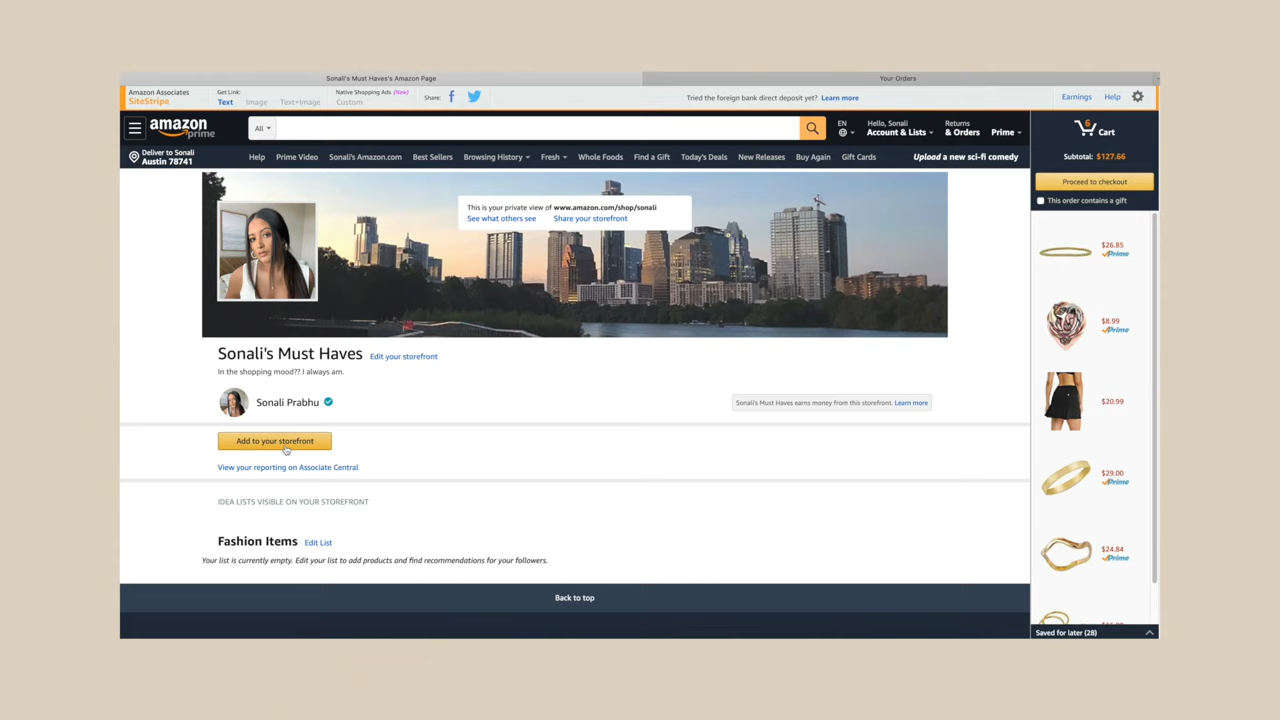 Sonali's Must Haves's Amazon Page
Your Orders
Amazon Associates
SiteStripe
Get Link:
Text Image Text+Image
Native Shopping Ads (New)
Custom
Share:
Tried the foreign bank direct deposit yet? Learn more
Earnings Help
amazon
prime
All
EN
Hello, Sonali
Account & Lists
Returns
& Orders
Prime
6
Cart
Deliver to Sonali
Austin 78741
Help Prime Video Sonali's Amazon.com Best Sellers Browsing History Fresh Whole Foods Find a Gift Today's Deals New Releases Buy Again Gift Cards
Upload a new sci-fi comedy
Subtotal: $127.66
Proceed to checkout
This order contains a gift
This is your private view of www.amazon.com/shop/sonali
See what others see Share your storefront
Sonali's Must Haves Edit your storefront
In the shopping mood?? I always am.
Sonali Prabhu
Sonali's Must Haves earns money from this storefront. Learn more
Add to your storefront
View your reporting on Associate Central
IDEA LISTS VISIBLE ON YOUR STOREFRONT
Fashion Items Edit List
Your list is currently empty. Edit your list to add products and find recommendations for your followers.
Back to top
$26.85
Prime
$8.99
Prime
$20.99
$29.00
Prime
$24.84
Prime
Saved for later (28)